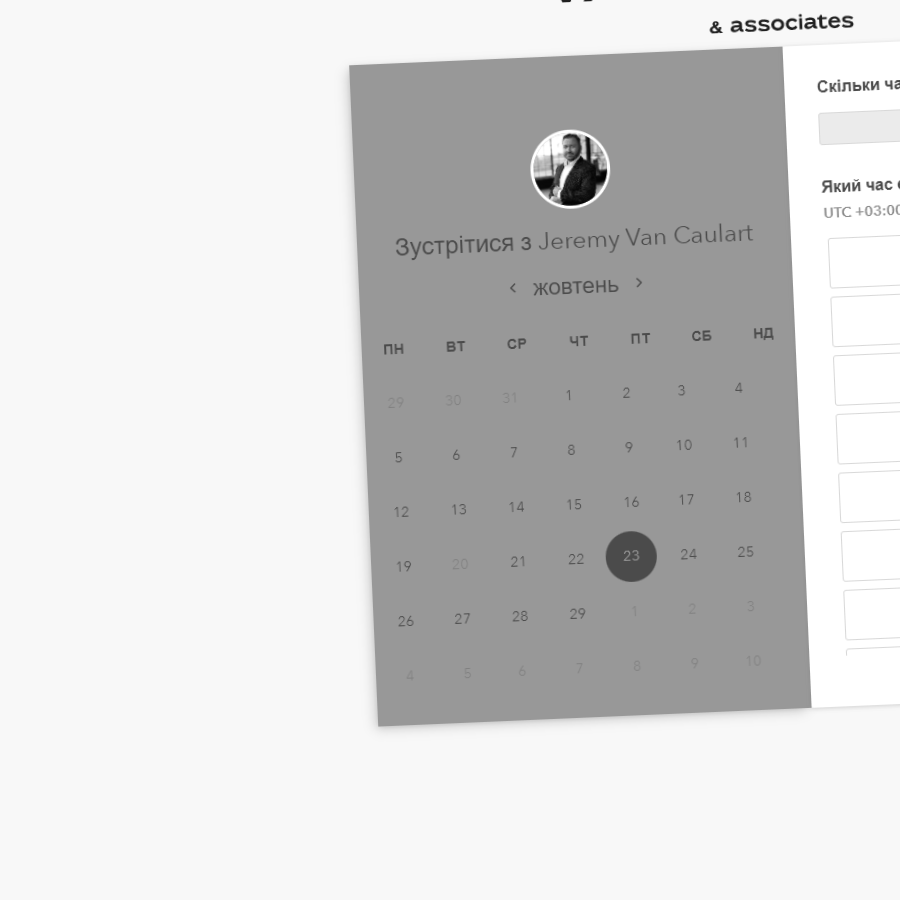 & associates
Зустрітися з Jeremy Van Caulart
‹ жовтень ›
ПН ВТ СР ЧТ ПТ СБ НД
29 30 31 1 2 3 4
5 6 7 8 9 10 11
12 13 14 15 16 17 18
19 20 21 22 23 24 25
26 27 28 29 1 2 3
4 5 6 7 8 9 10
Скільки
Який час
UTC +03:00